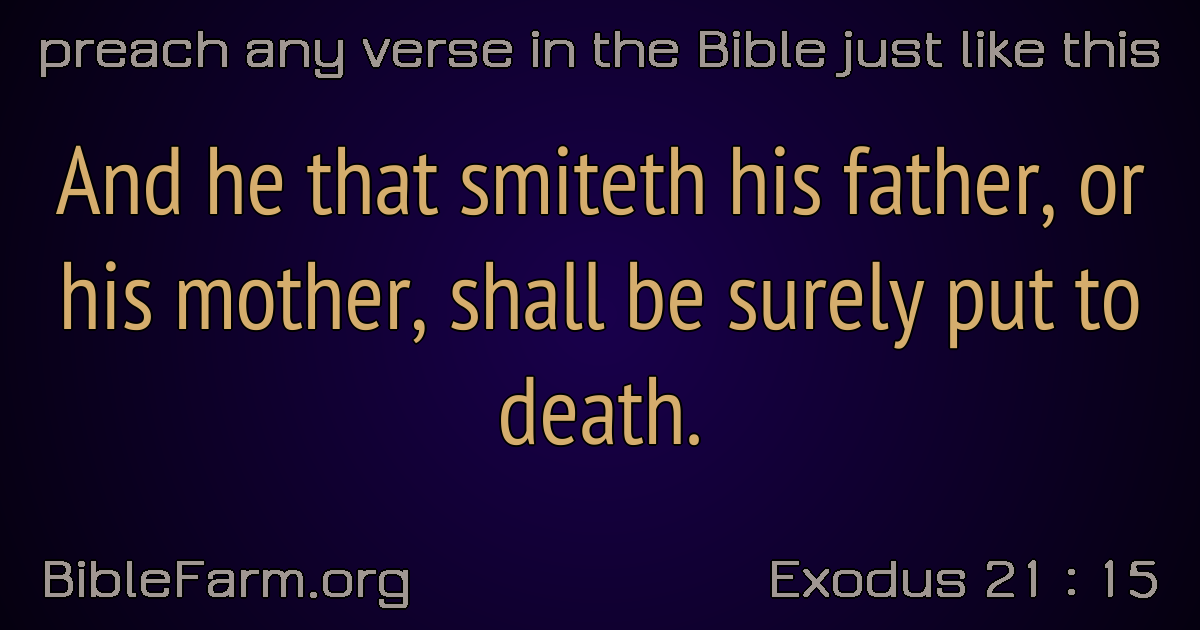 preach any verse in the Bible just like this
And he that smiteth his father, or
his mother, shall be surely put to
death.
BibleFarm.org
Exodus 21 : 15